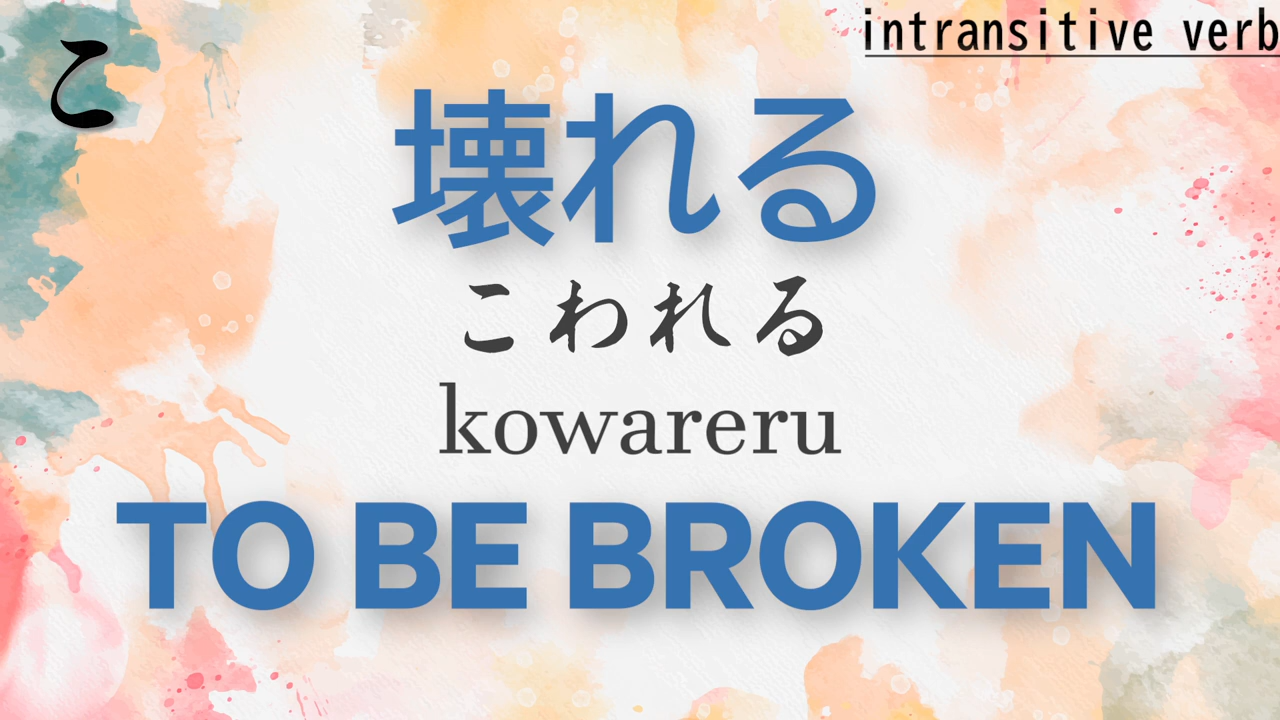 intransitive verb
こ
壊れる
こわれる
kowareru
TO BE BROKEN